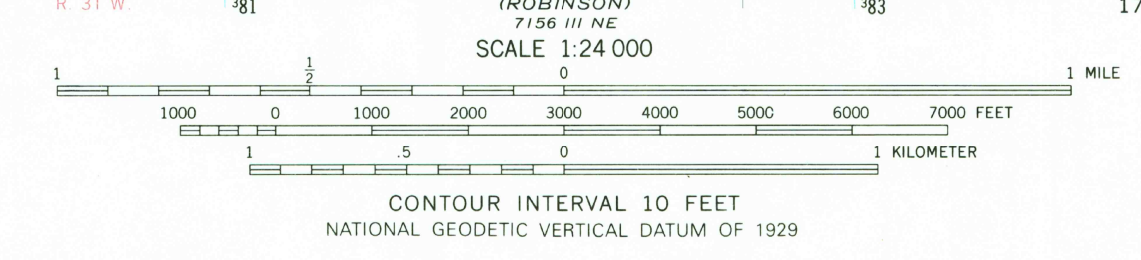 R. 31 W. ³81 (ROBINSON) ³83 17
7156 III NE
SCALE 1:24 000
1 1/2 0 1 MILE
1000 0 1000 2000 3000 4000 5000 6000 7000 FEET
1 .5 0 1 KILOMETER
CONTOUR INTERVAL 10 FEET
NATIONAL GEODETIC VERTICAL DATUM OF 1929